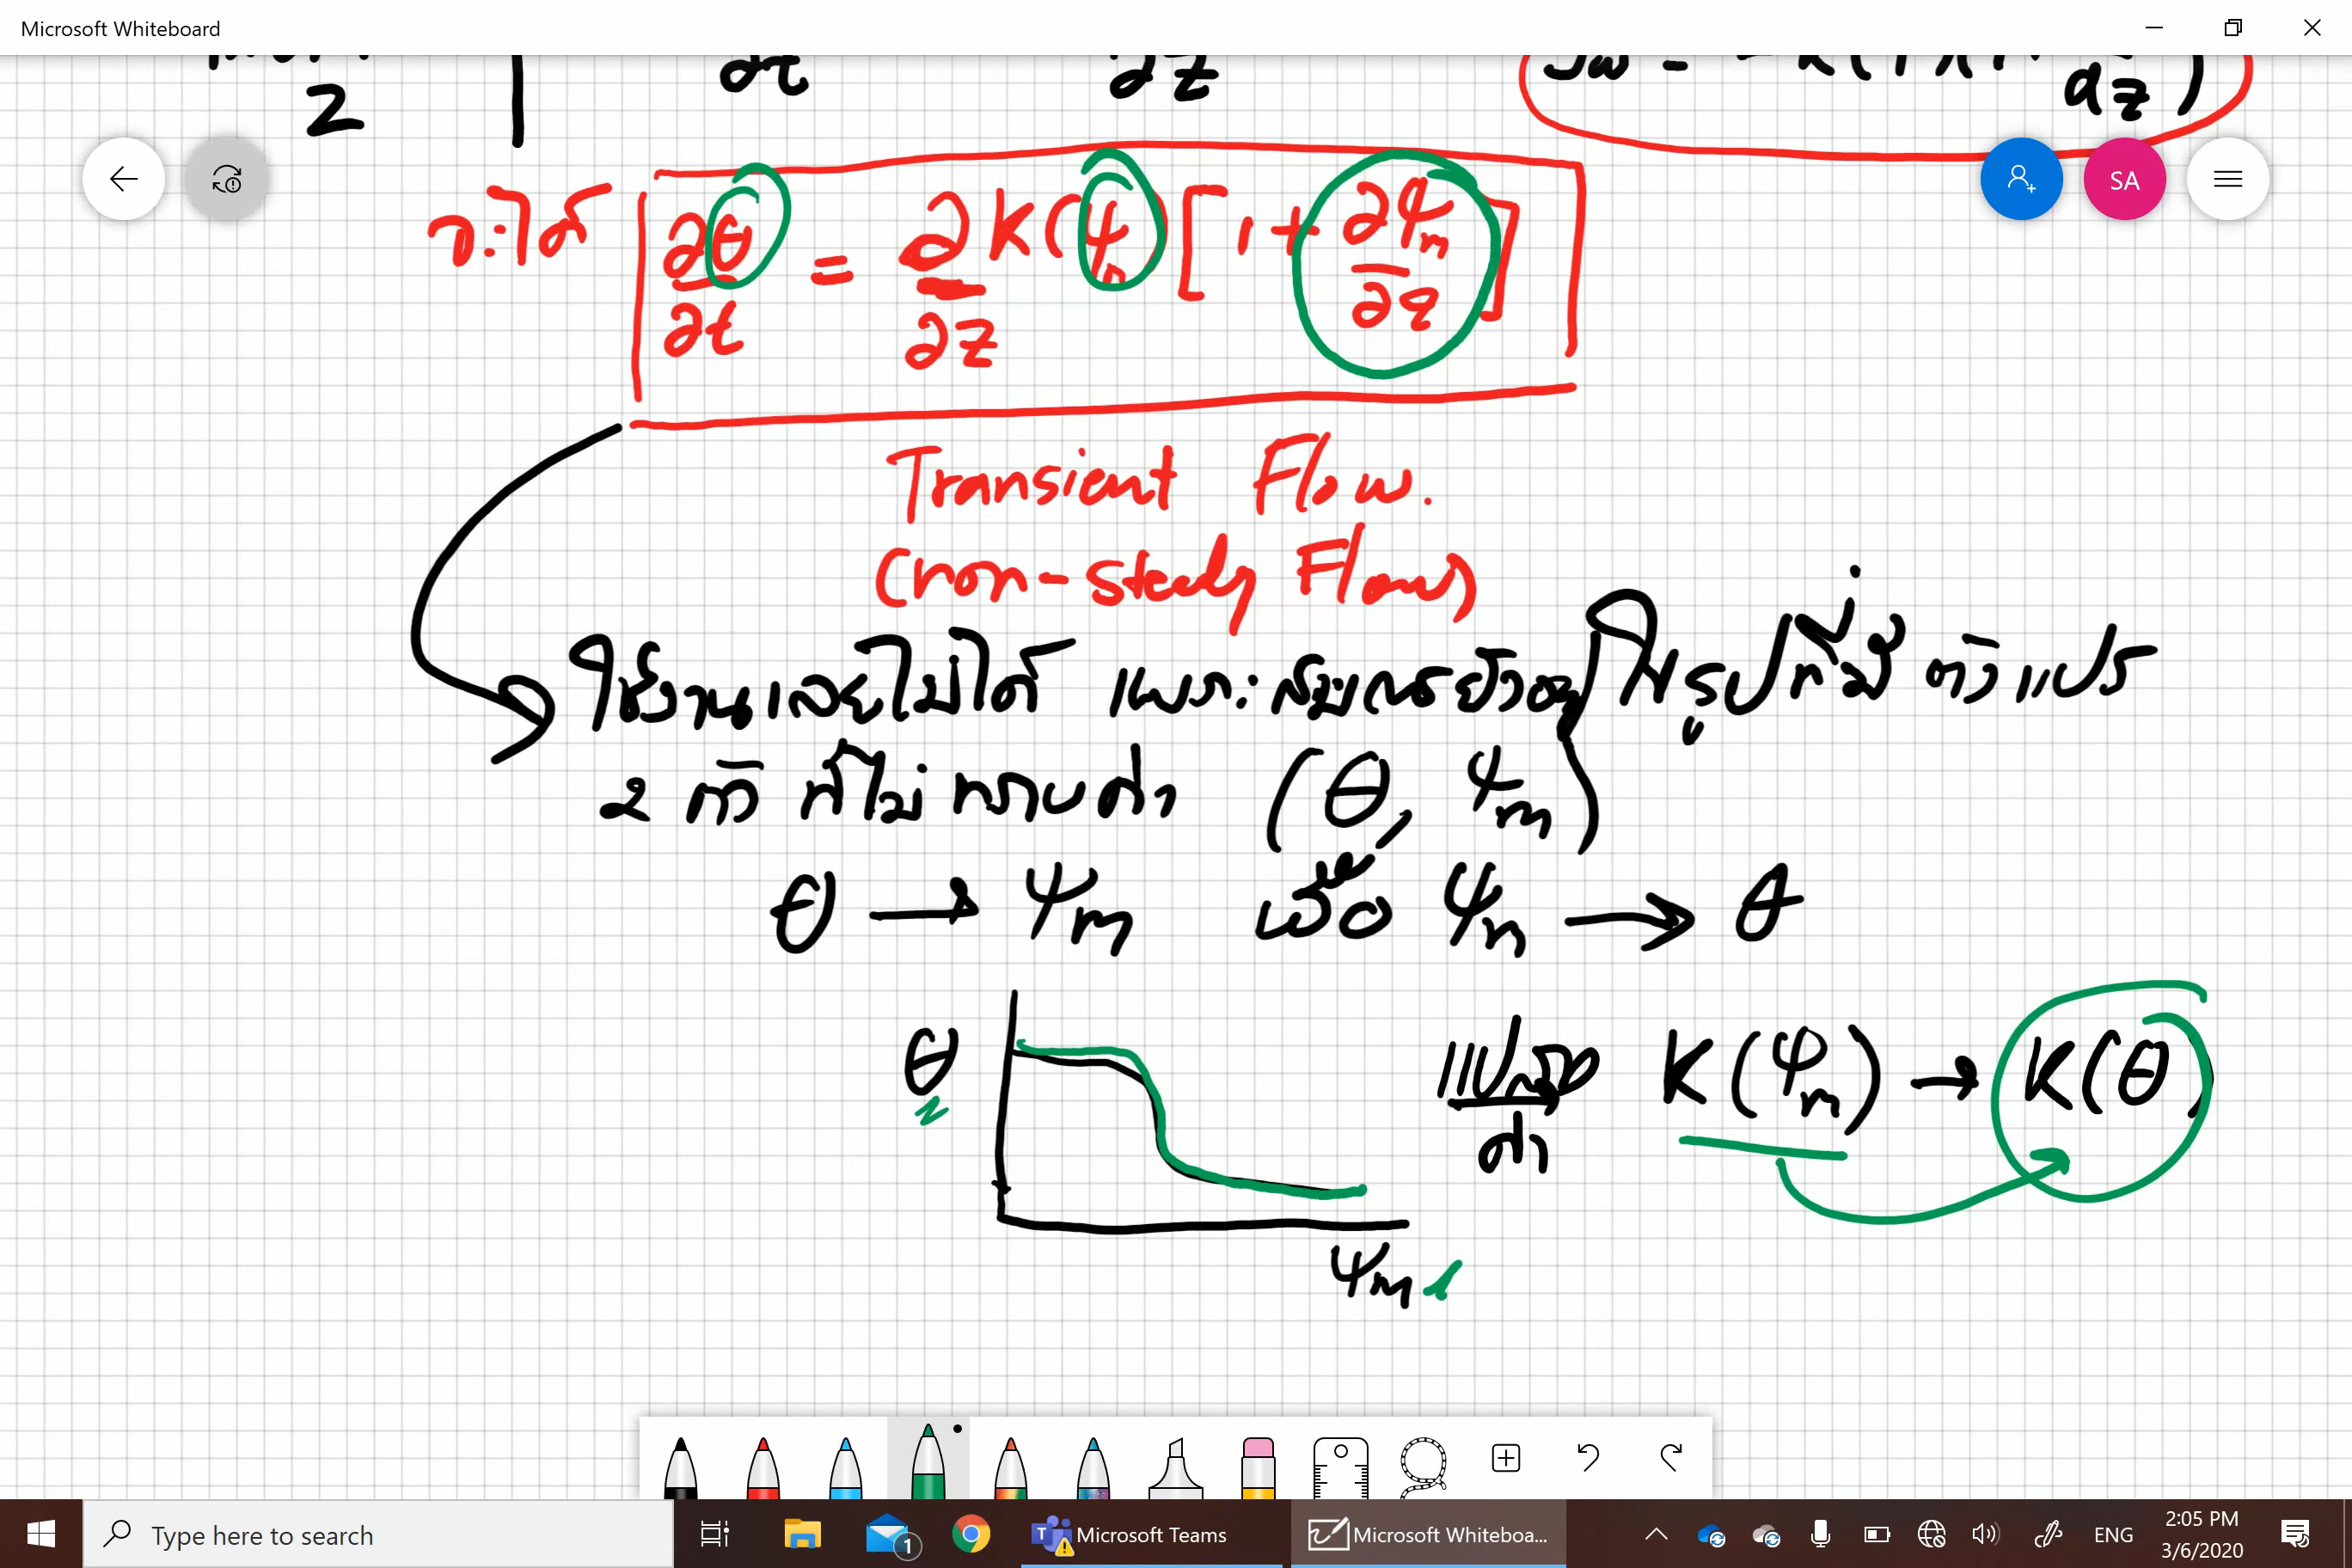 Microsoft Whiteboard
2
∂t
∂z
dz )
SA
จะได้ ∂θ/∂t = ∂/∂z K(ψm) [1 + ∂ψm/∂z]
Transient Flow.
(non-steady Flow)
ใช้งานเลยไม่ได้ เพราะสมการยังอยู่ในรูปที่มี ตัวแปร
2 ตัว ที่ไม่ทราบค่า (θ, ψm)
θ → ψm หรือ ψm → θ
θ
แปลง K(ψm) → K(θ)
ค่า
ψm
Type here to search
1
Microsoft Teams
Microsoft Whiteboa...
ENG
2:05 PM
3/6/2020